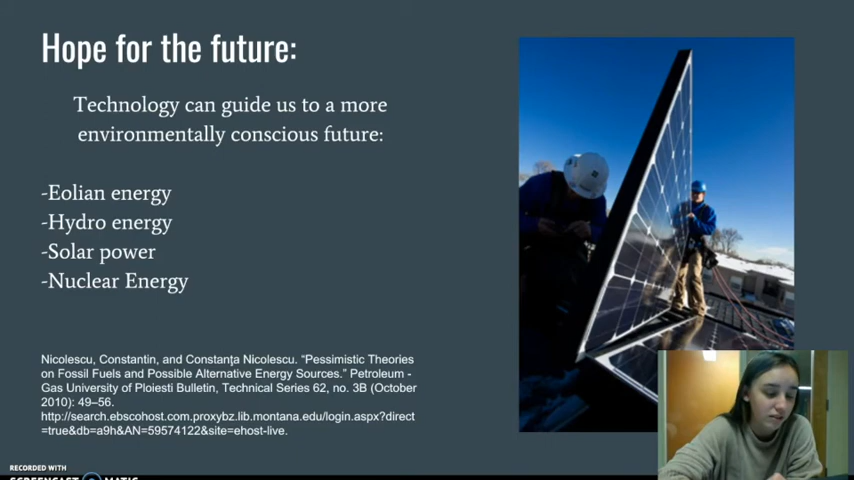 Hope for the future:
Technology can guide us to a more
environmentally conscious future:
-Eolian energy
-Hydro energy
-Solar power
-Nuclear Energy
Nicolescu, Constantin, and Constanţa Nicolescu. “Pessimistic Theories
on Fossil Fuels and Possible Alternative Energy Sources.” Petroleum -
Gas University of Ploiesti Bulletin, Technical Series 62, no. 3B (October
2010): 49–56.
http://search.ebscohost.com.proxybz.lib.montana.edu/login.aspx?direct
=true&db=a9h&AN=59574122&site=ehost-live.
RECORDED WITH
SCREENCAST MATIC